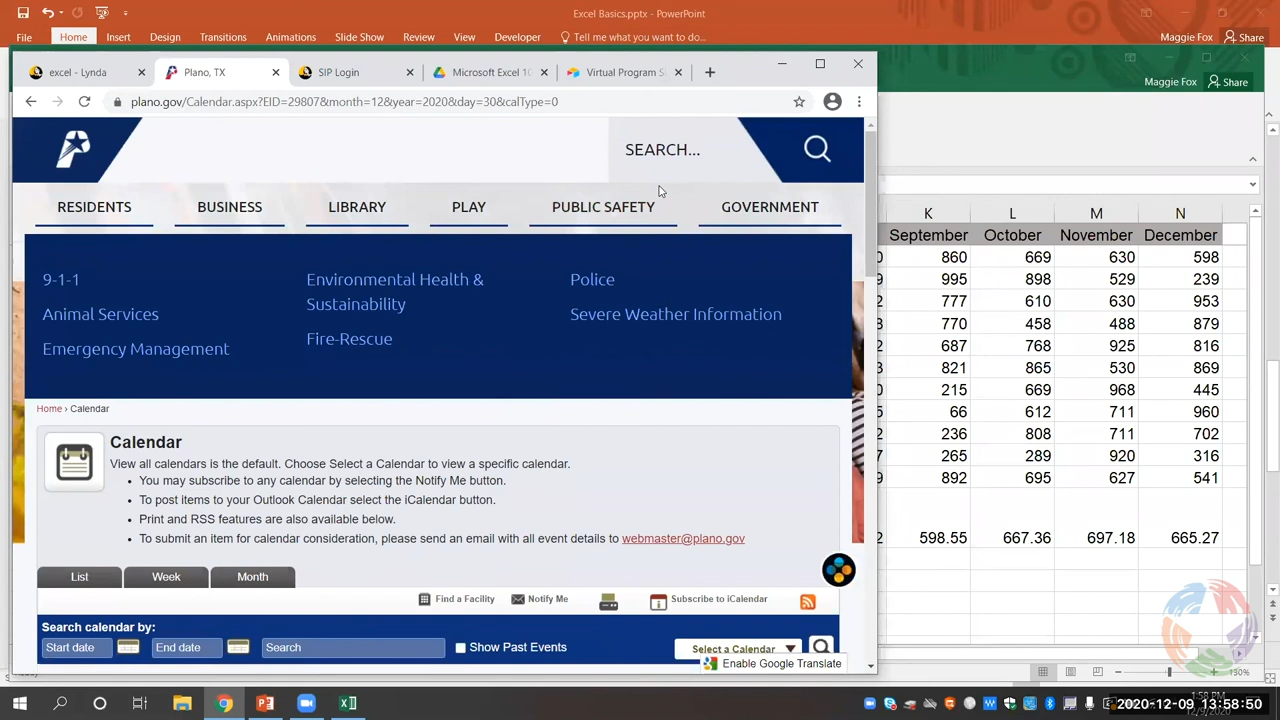 Excel Basics.pptx - PowerPoint
File Home Insert Design Transitions Animations Slide Show Review View Developer Tell me what you want to do... Maggie Fox Share
excel - Lynda Plano, TX SIP Login Microsoft Excel 10 Virtual Program S
Maggie Fox Share
plano.gov/Calendar.aspx?EID=29807&month=12&year=2020&day=30&calType=0
SEARCH...
RESIDENTS BUSINESS LIBRARY PLAY PUBLIC SAFETY GOVERNMENT
9-1-1
Animal Services
Emergency Management
Environmental Health &
Sustainability
Fire-Rescue
Police
Severe Weather Information
Home › Calendar
Calendar
View all calendars is the default. Choose Select a Calendar to view a specific calendar.
• You may subscribe to any calendar by selecting the Notify Me button.
• To post items to your Outlook Calendar select the iCalendar button.
• Print and RSS features are also available below.
• To submit an item for calendar consideration, please send an email with all event details to webmaster@plano.gov
List Week Month
Find a Facility Notify Me Subscribe to iCalendar
Search calendar by:
Start date End date Search Show Past Events Select a Calendar
Enable Google Translate
K L M N
September October November December
860 669 630 598
995 898 529 239
777 610 630 953
770 458 488 879
687 768 925 816
821 865 530 869
215 669 968 445
66 612 711 960
236 808 711 702
265 289 920 316
892 695 627 541
598.55 667.36 697.18 665.27
130%
1:58 PM
2020-12-09 13:58:50
12/9/2020